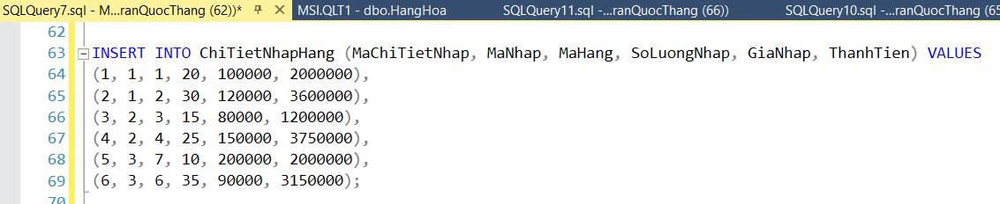 SQLQuery7.sql - M...ranQuocThang (62))* MSI.QLT1 - dbo.HangHoa SQLQuery11.sql -...ranQuocThang (66)) SQLQuery10.sql -...ranQuocThang (65
62
63 INSERT INTO ChiTietNhapHang (MaChiTietNhap, MaNhap, MaHang, SoLuongNhap, GiaNhap, ThanhTien) VALUES
64 (1, 1, 1, 20, 100000, 2000000),
65 (2, 1, 2, 30, 120000, 3600000),
66 (3, 2, 3, 15, 80000, 1200000),
67 (4, 2, 4, 25, 150000, 3750000),
68 (5, 3, 7, 10, 200000, 2000000),
69 (6, 3, 6, 35, 90000, 3150000);
70